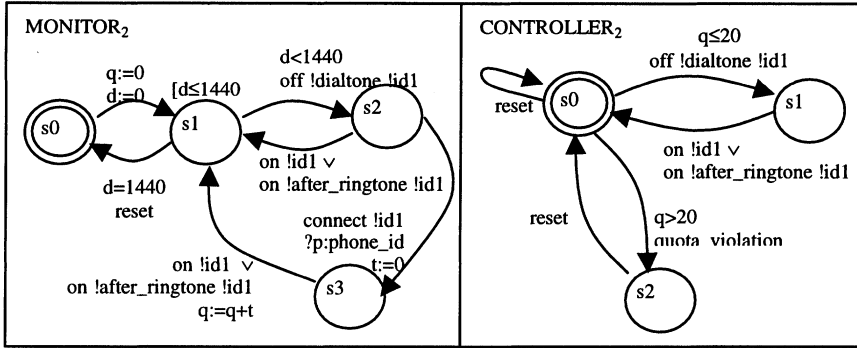 MONITOR₂
q:=0
d:=0
[d≤1440
d<1440
off !dialtone !id1
s0
s1
s2
on !id1 ∨
on !after_ringtone !id1
d=1440
reset
connect !id1
?p:phone_id
t:=0
on !id1 ∨
on !after_ringtone !id1
q:=q+t
s3
CONTROLLER₂
q≤20
off !dialtone !id1
reset
s0
s1
on !id1 ∨
on !after_ringtone !id1
reset
q>20
quota_violation
s2